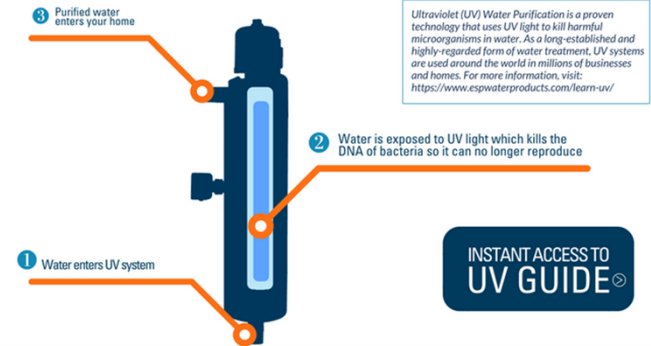 3 Purified water
enters your home
Ultraviolet (UV) Water Purification is a proven
technology that uses UV light to kill harmful
microorganisms in water. As a long-established and
highly-regarded form of water treatment, UV systems
are used around the world in millions of businesses
and homes. For more information, visit:
https://www.espwaterproducts.com/learn-uv/
2 Water is exposed to UV light which kills the
DNA of bacteria so it can no longer reproduce
1 Water enters UV system
INSTANT ACCESS TO
UV GUIDE